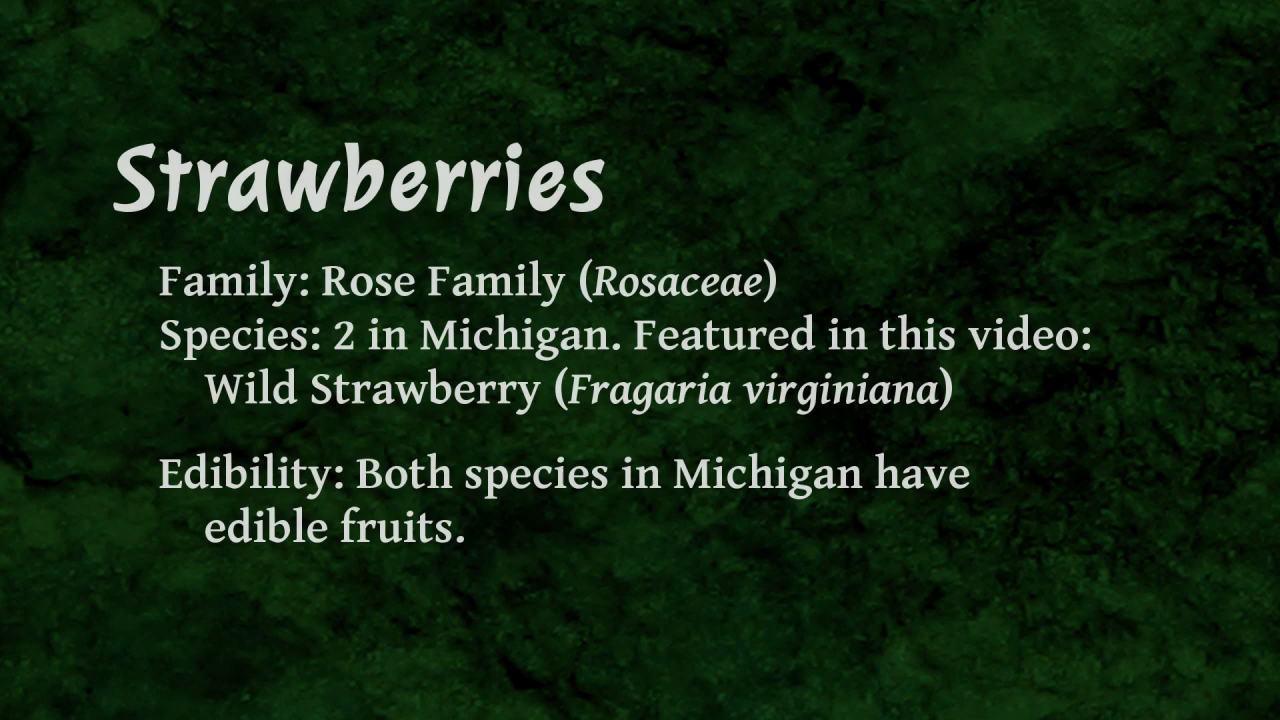 Strawberries
Family: Rose Family (Rosaceae)
Species: 2 in Michigan. Featured in this video:
Wild Strawberry (Fragaria virginiana)
Edibility: Both species in Michigan have
edible fruits.